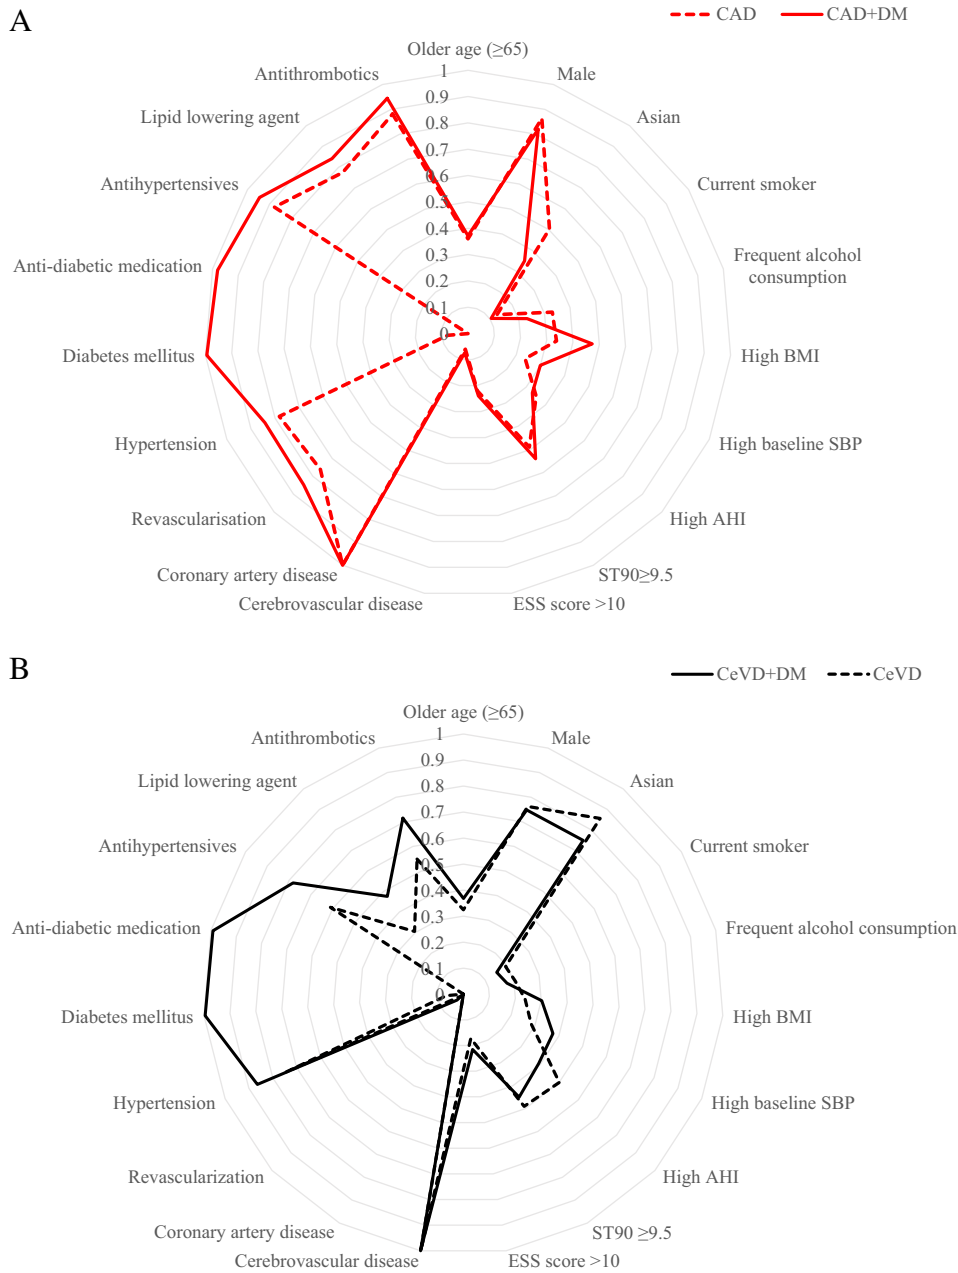 A
CAD
CAD+DM
Older age (≥65)
Male
Asian
Current smoker
Frequent alcohol
consumption
High BMI
High baseline SBP
High AHI
ST90≥9.5
ESS score >10
Cerebrovascular disease
Coronary artery disease
Revascularisation
Hypertension
Diabetes mellitus
Anti-diabetic medication
Antihypertensives
Lipid lowering agent
Antithrombotics
1
0.9
0.8
0.7
0.6
0.5
0.4
0.3
0.2
0.1
0
B
CeVD+DM
CeVD
Older age (≥65)
Male
Asian
Current smoker
Frequent alcohol consumption
High BMI
High baseline SBP
High AHI
ST90 ≥9.5
ESS score >10
Cerebrovascular disease
Coronary artery disease
Revascularization
Hypertension
Diabetes mellitus
Anti-diabetic medication
Antihypertensives
Lipid lowering agent
Antithrombotics
1
0.9
0.8
0.7
0.6
0.5
0.4
0.3
0.2
0.1
0